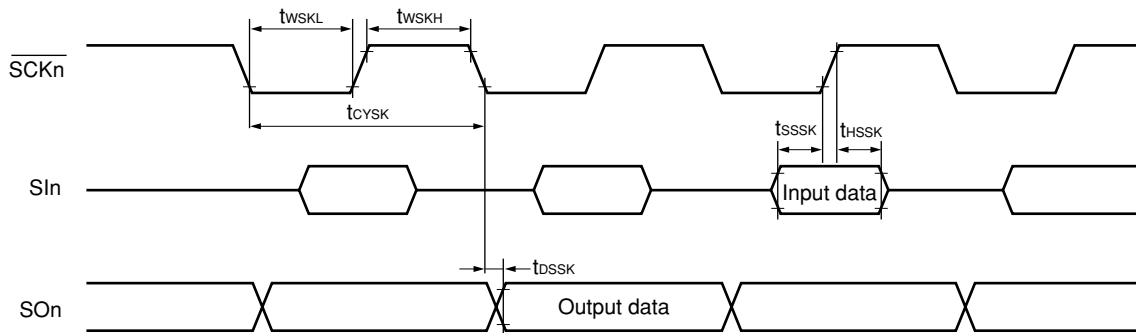 tWSKL tWSKH
SCKn
tCYSK
tSSSK tHSSK
SIn Input data
tDSSK
SOn Output data